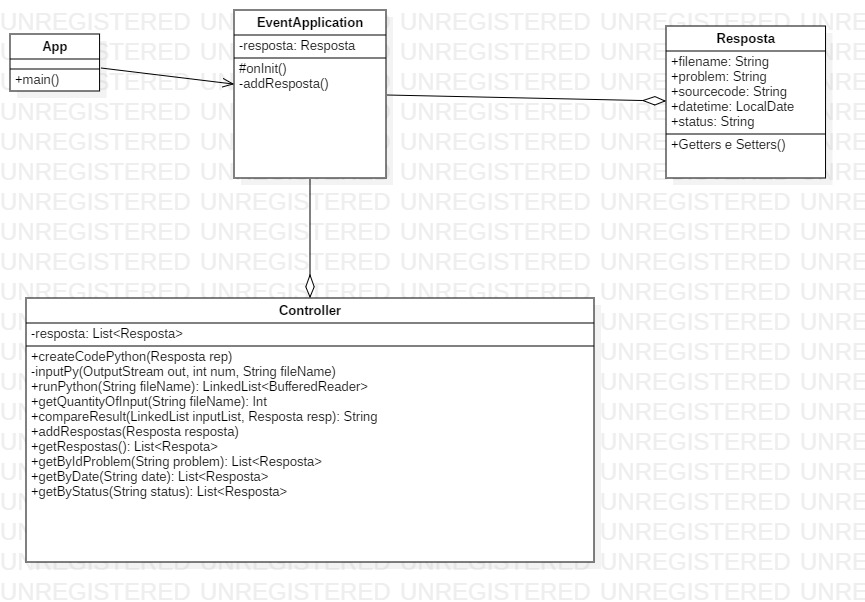 App
+main()
EventApplication
-resposta: Resposta
#onInit()
-addResposta()
Resposta
+filename: String
+problem: String
+sourcecode: String
+datetime: LocalDate
+status: String
+Getters e Setters()
Controller
-resposta: List<Resposta>
+createCodePython(Resposta rep)
-inputPy(OutputStream out, int num, String fileName)
+runPython(String fileName): LinkedList<BufferedReader>
+getQuantityOfInput(String fileName): Int
+compareResult(LinkedList inputList, Resposta resp): String
+addRespostas(Resposta resposta)
+getRespostas(): List<Respota>
+getByIdProblem(String problem): List<Resposta>
+getByDate(String date): List<Resposta>
+getByStatus(String status): List<Resposta>
UNREGISTERED